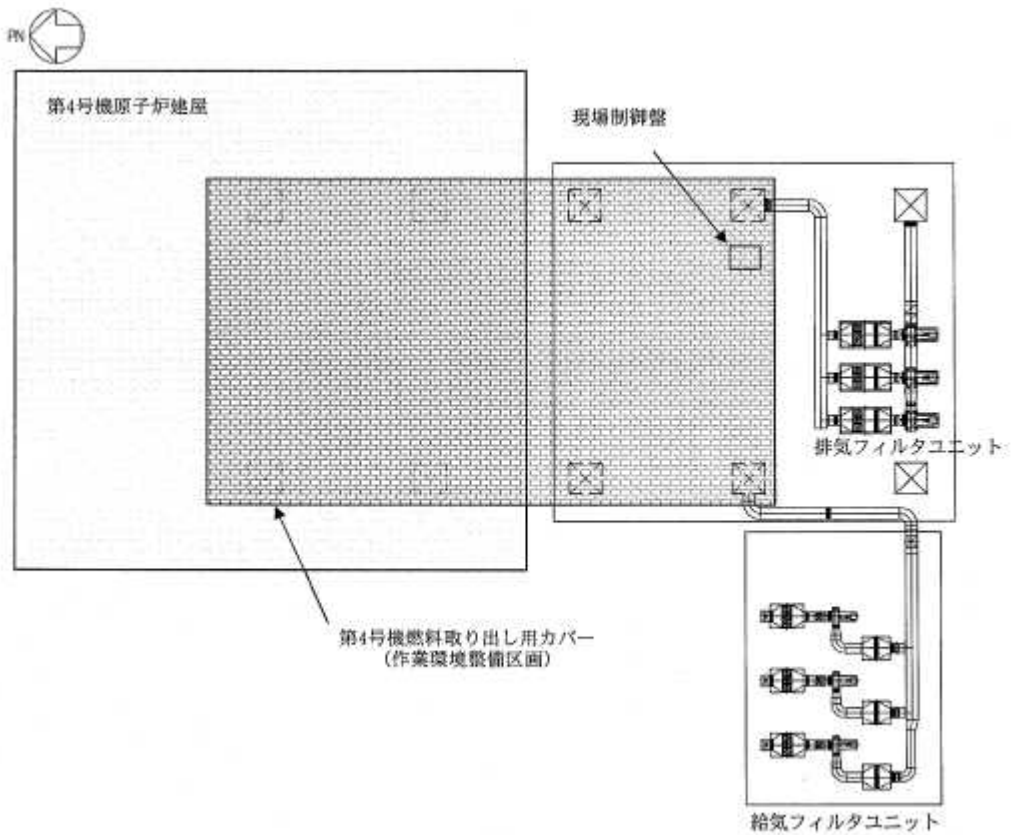 PN
第4号機原子炉建屋
現場制御盤
排気フィルタユニット
第4号機燃料取り出し用カバー
(作業環境整備区画)
給気フィルタユニット